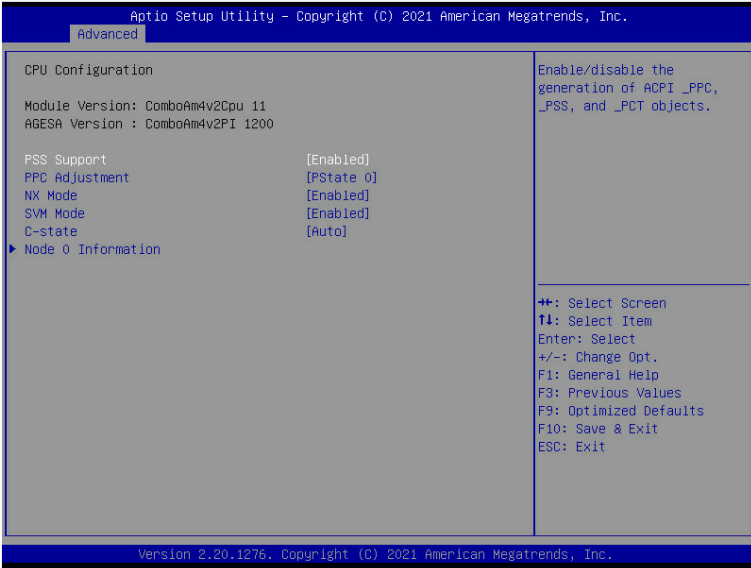 Aptio Setup Utility – Copyright (C) 2021 American Megatrends, Inc.
Advanced
CPU Configuration
Module Version: ComboAm4v2Cpu 11
AGESA Version : ComboAm4v2PI 1200
PSS Support [Enabled]
PPC Adjustment [PState 0]
NX Mode [Enabled]
SVM Mode [Enabled]
C-state [Auto]
Node 0 Information
Enable/disable the
generation of ACPI _PPC,
_PSS, and _PCT objects.
→←: Select Screen
↑↓: Select Item
Enter: Select
+/-: Change Opt.
F1: General Help
F3: Previous Values
F9: Optimized Defaults
F10: Save & Exit
ESC: Exit
Version 2.20.1276. Copyright (C) 2021 American Megatrends, Inc.